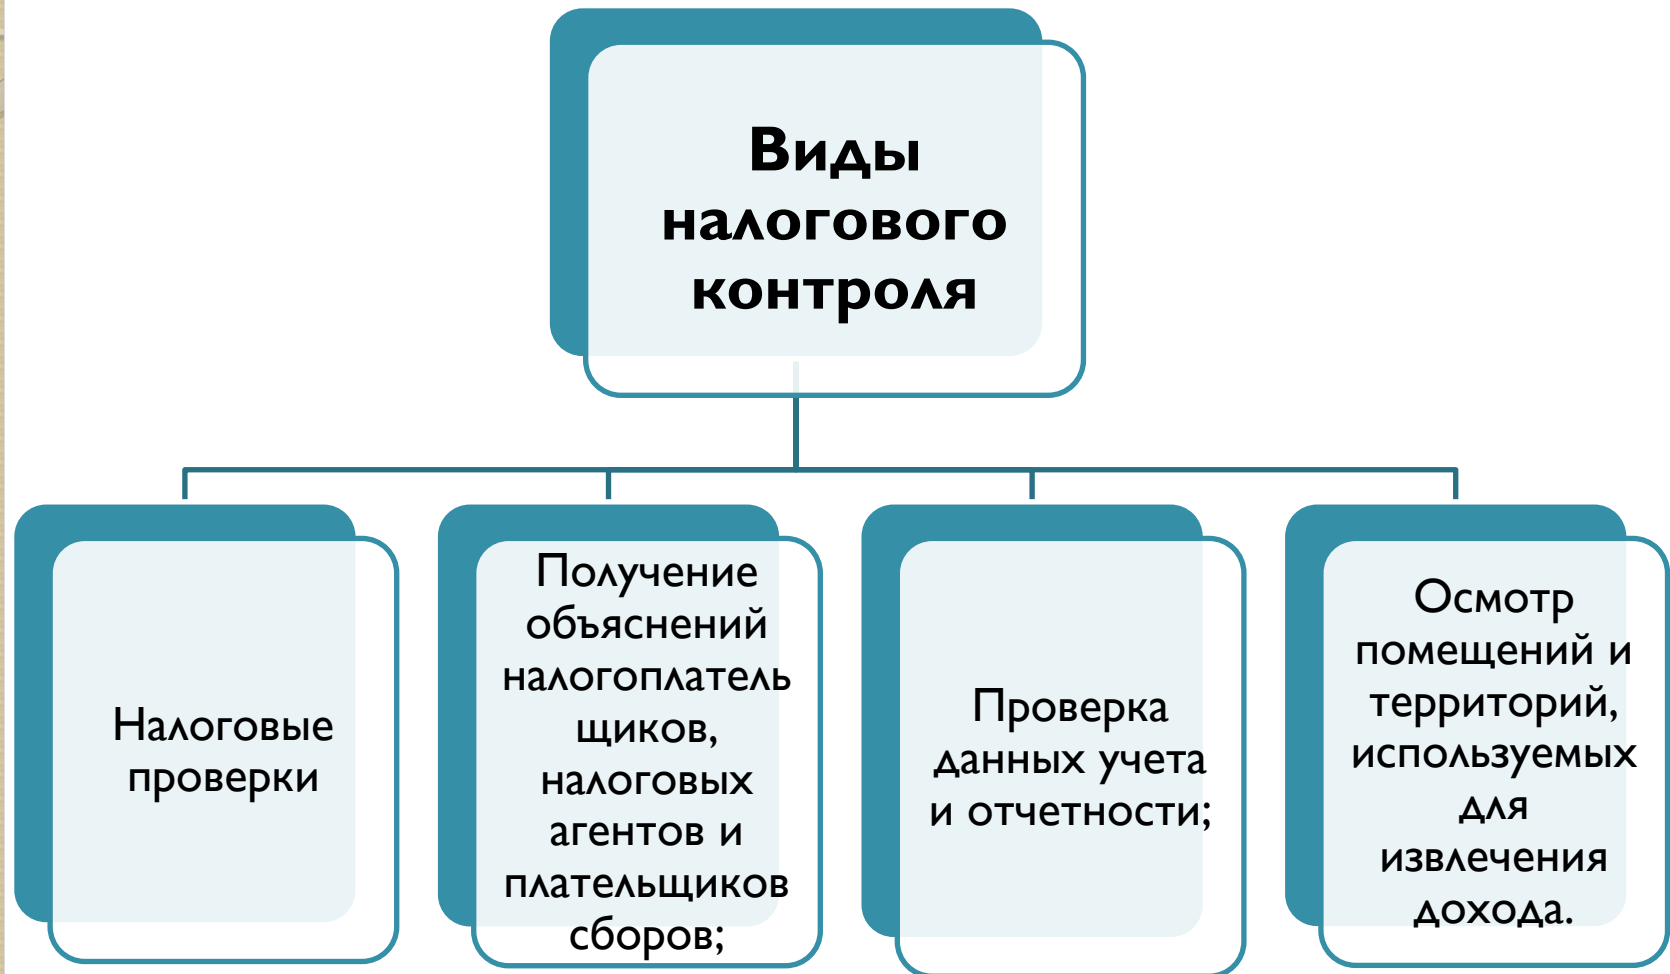 Виды
налогового
контроля
Налоговые
проверки
Получение
объяснений
налогоплатель
щиков,
налоговых
агентов и
плательщиков
сборов;
Проверка
данных учета
и отчетности;
Осмотр
помещений и
территорий,
используемых
для
извлечения
дохода.